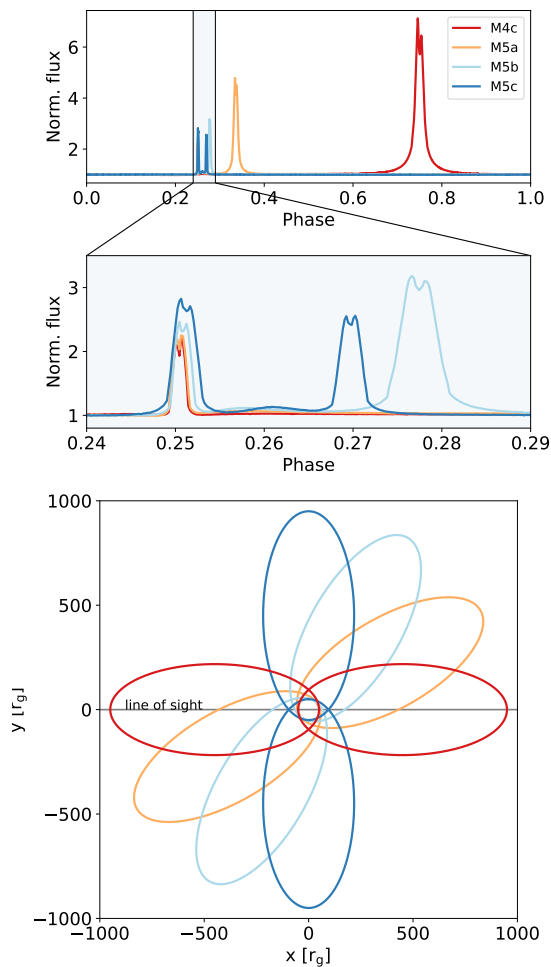 Norm. flux
6
4
2
M4c
M5a
M5b
M5c
0.0 0.2 0.4 0.6 0.8 1.0
Phase
Norm. flux
3
2
1
0.24 0.25 0.26 0.27 0.28 0.29
Phase
y [rg]
1000
500
0
−500
−1000
line of sight
−1000 −500 0 500 1000
x [rg]